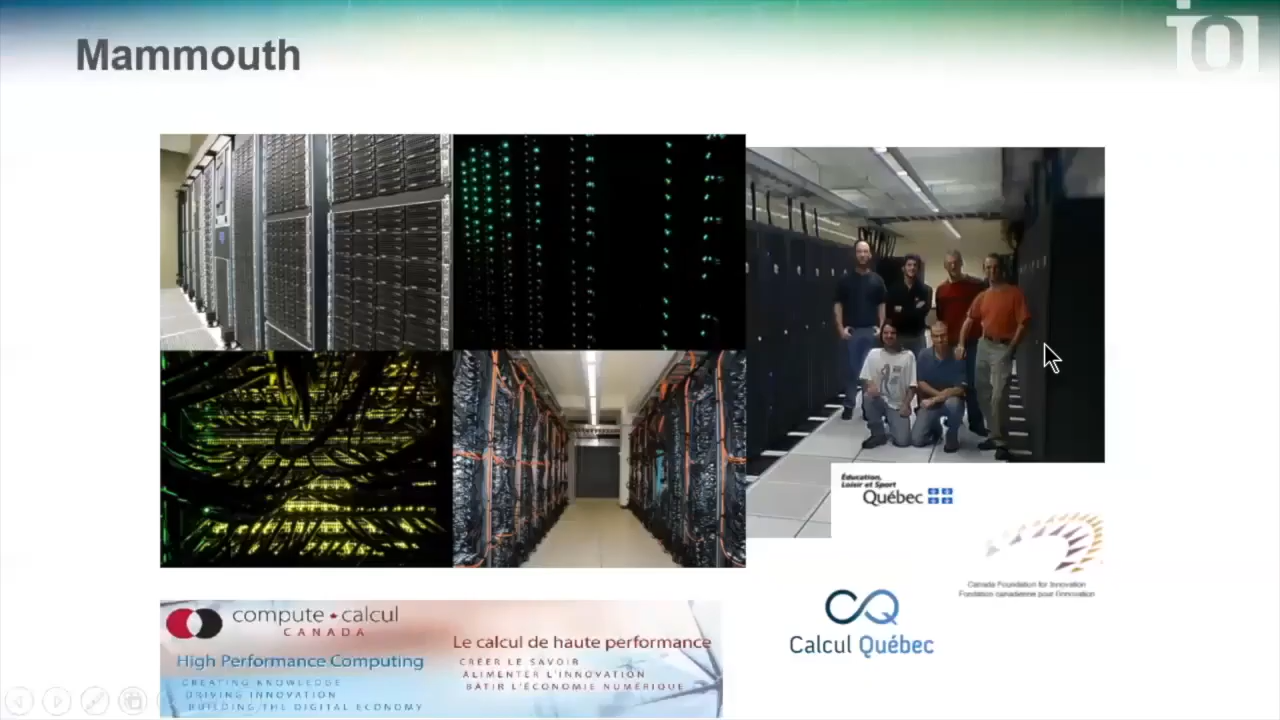 Mammouth
iQ
Éducation,
Loisir et Sport
Québec
Canada Foundation for Innovation
Fondation canadienne pour l'innovation
CQ
Calcul Québec
compute • calcul
CANADA
High Performance Computing
CREATING KNOWLEDGE
DRIVING INNOVATION
BUILDING THE DIGITAL ECONOMY
Le calcul de haute performance
CRÉER LE SAVOIR
ALIMENTER L'INNOVATION
BÂTIR L'ÉCONOMIE NUMÉRIQUE